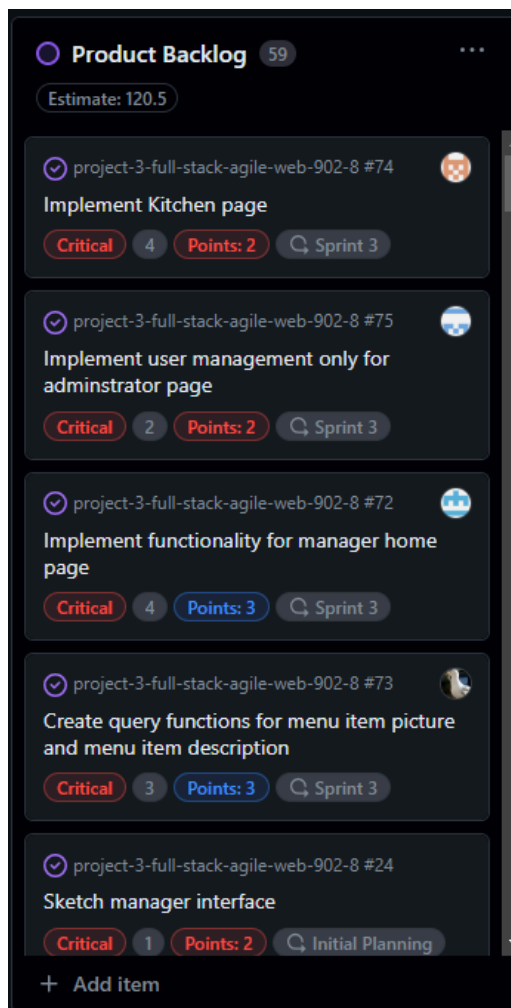 Product Backlog 59
Estimate: 120.5
project-3-full-stack-agile-web-902-8 #74
Implement Kitchen page
Critical 4 Points: 2 Sprint 3
project-3-full-stack-agile-web-902-8 #75
Implement user management only for
adminstrator page
Critical 2 Points: 2 Sprint 3
project-3-full-stack-agile-web-902-8 #72
Implement functionality for manager home
page
Critical 4 Points: 3 Sprint 3
project-3-full-stack-agile-web-902-8 #73
Create query functions for menu item picture
and menu item description
Critical 3 Points: 3 Sprint 3
project-3-full-stack-agile-web-902-8 #24
Sketch manager interface
Critical 1 Points: 2 Initial Planning
+ Add item